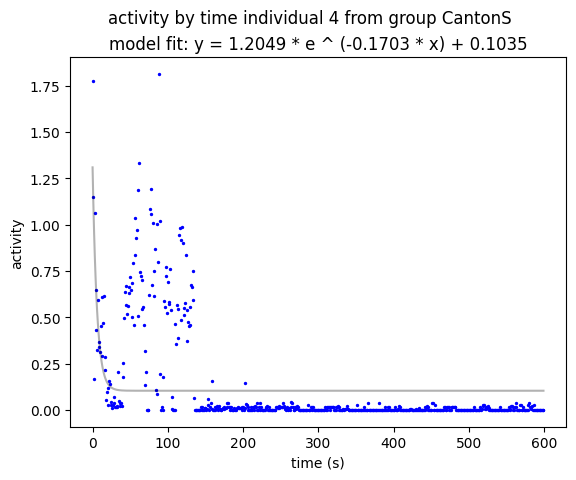 activity by time individual 4 from group CantonS
model fit: y = 1.2049 * e ^ (-0.1703 * x) + 0.1035
activity
1.75
1.50
1.25
1.00
0.75
0.50
0.25
0.00
0 100 200 300 400 500 600
time (s)